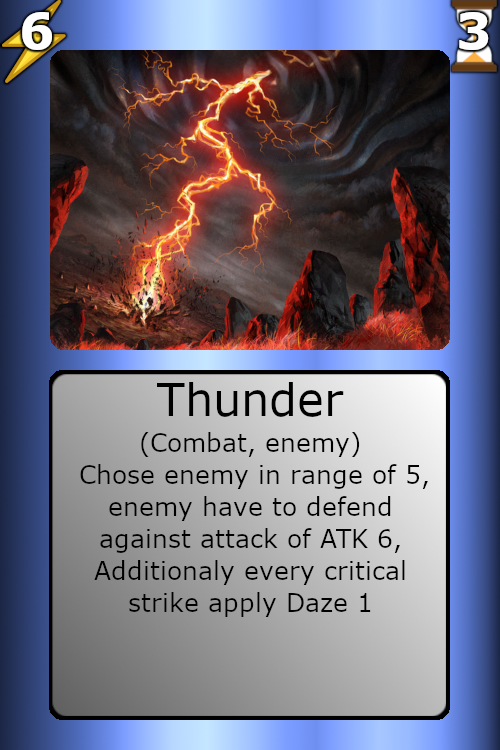 6
3
Thunder
(Combat, enemy)
Chose enemy in range of 5,
enemy have to defend
against attack of ATK 6,
Additionaly every critical
strike apply Daze 1